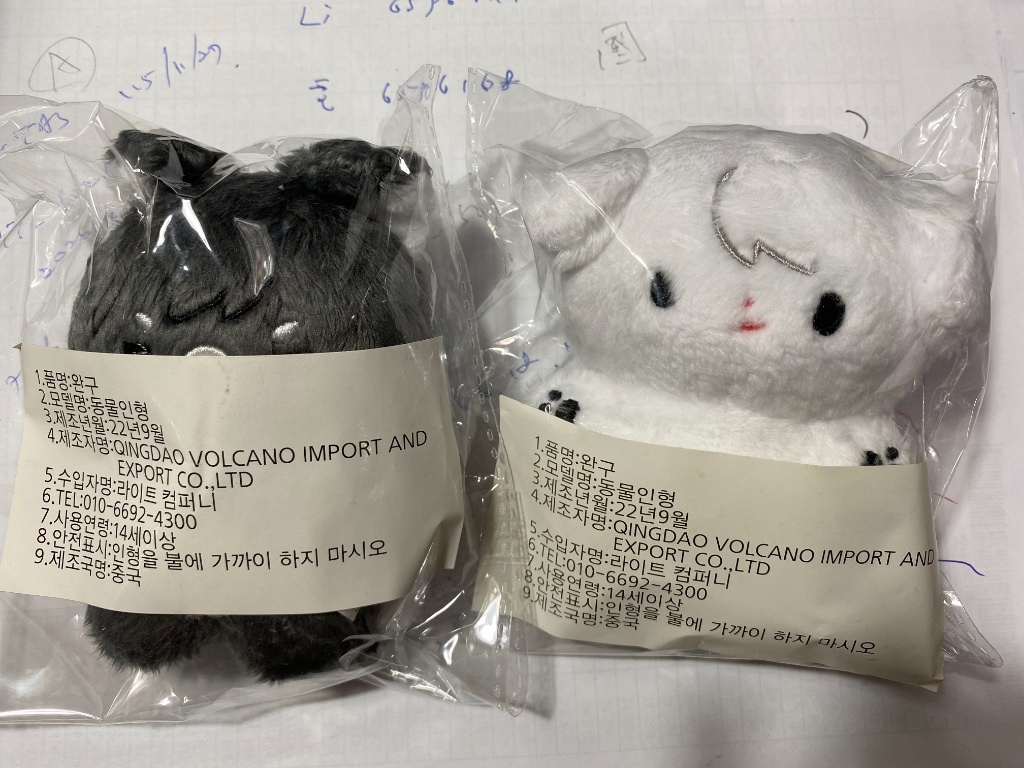 Li
A
115/11/27.
1.품명:완구
2.모델명:동물인형
3.제조년월:22년9월
4.제조자명:QINGDAO VOLCANO IMPORT AND
EXPORT CO.,LTD
5.수입자명:라이트 컴퍼니
6.TEL:010-6692-4300
7.사용연령:14세이상
8.안전표시:인형을 불에 가까이 하지 마시오
9.제조국명:중국
1.품명:완구
2.모델명:동물인형
3.제조년월:22년9월
4.제조자명:QINGDAO VOLCANO IMPORT AND
EXPORT CO.,LTD
5.수입자명:라이트 컴퍼니
6.TEL:010-6692-4300
7.사용연령:14세이상
8.안전표시:인형을 불에 가까이 하지 마시오
9.제조국명:중국